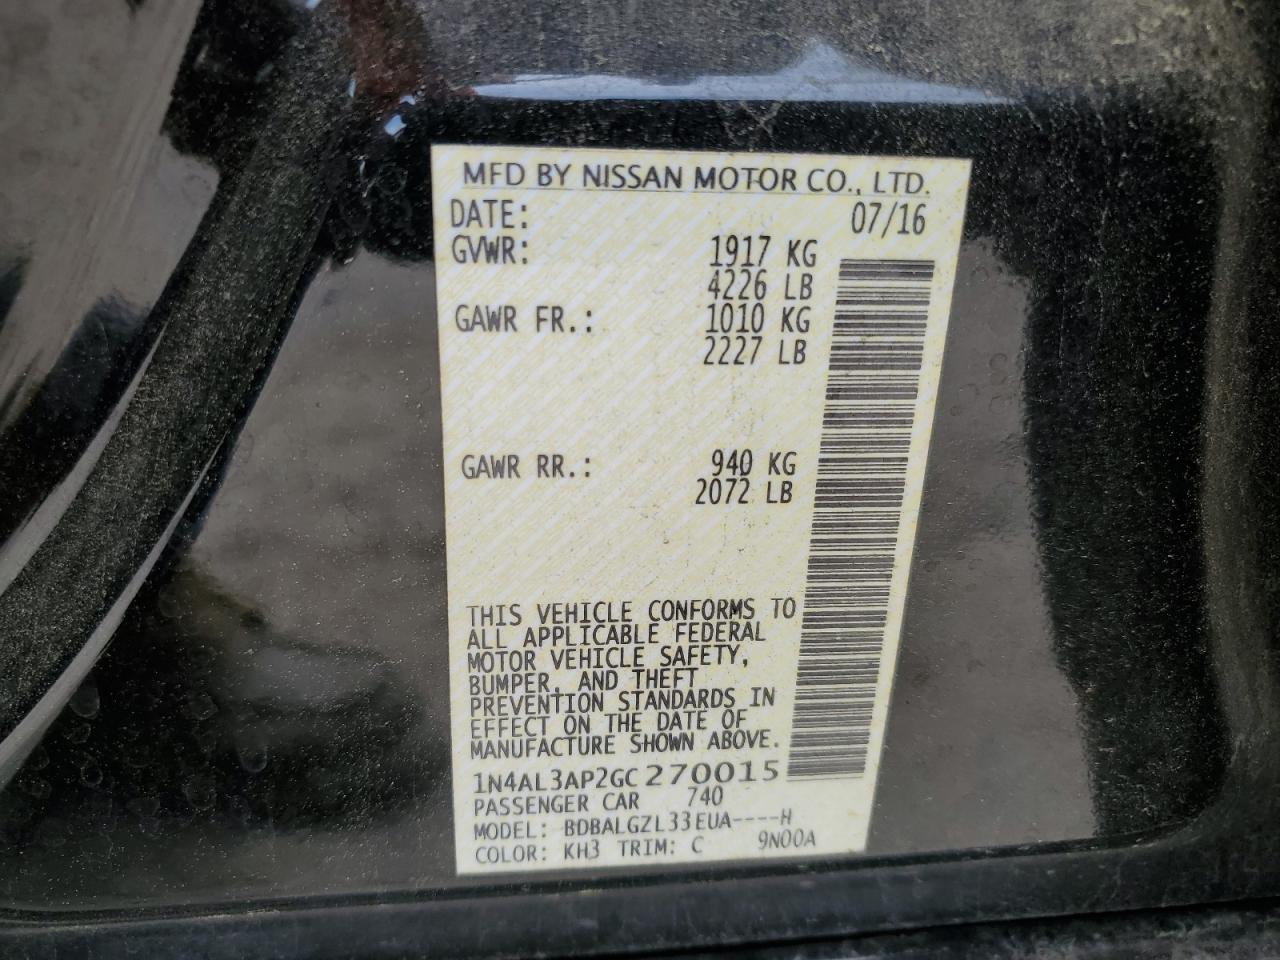 MFD BY NISSAN MOTOR CO., LTD.
DATE: 07/16
GVWR: 1917 KG
4226 LB
GAWR FR.: 1010 KG
2227 LB
GAWR RR.: 940 KG
2072 LB
THIS VEHICLE CONFORMS TO
ALL APPLICABLE FEDERAL
MOTOR VEHICLE SAFETY,
BUMPER, AND THEFT
PREVENTION STANDARDS IN
EFFECT ON THE DATE OF
MANUFACTURE SHOWN ABOVE.
1N4AL3AP2GC270015
PASSENGER CAR 740
MODEL: BDBALGZL33EUA----H
COLOR: KH3 TRIM: C 9N00A